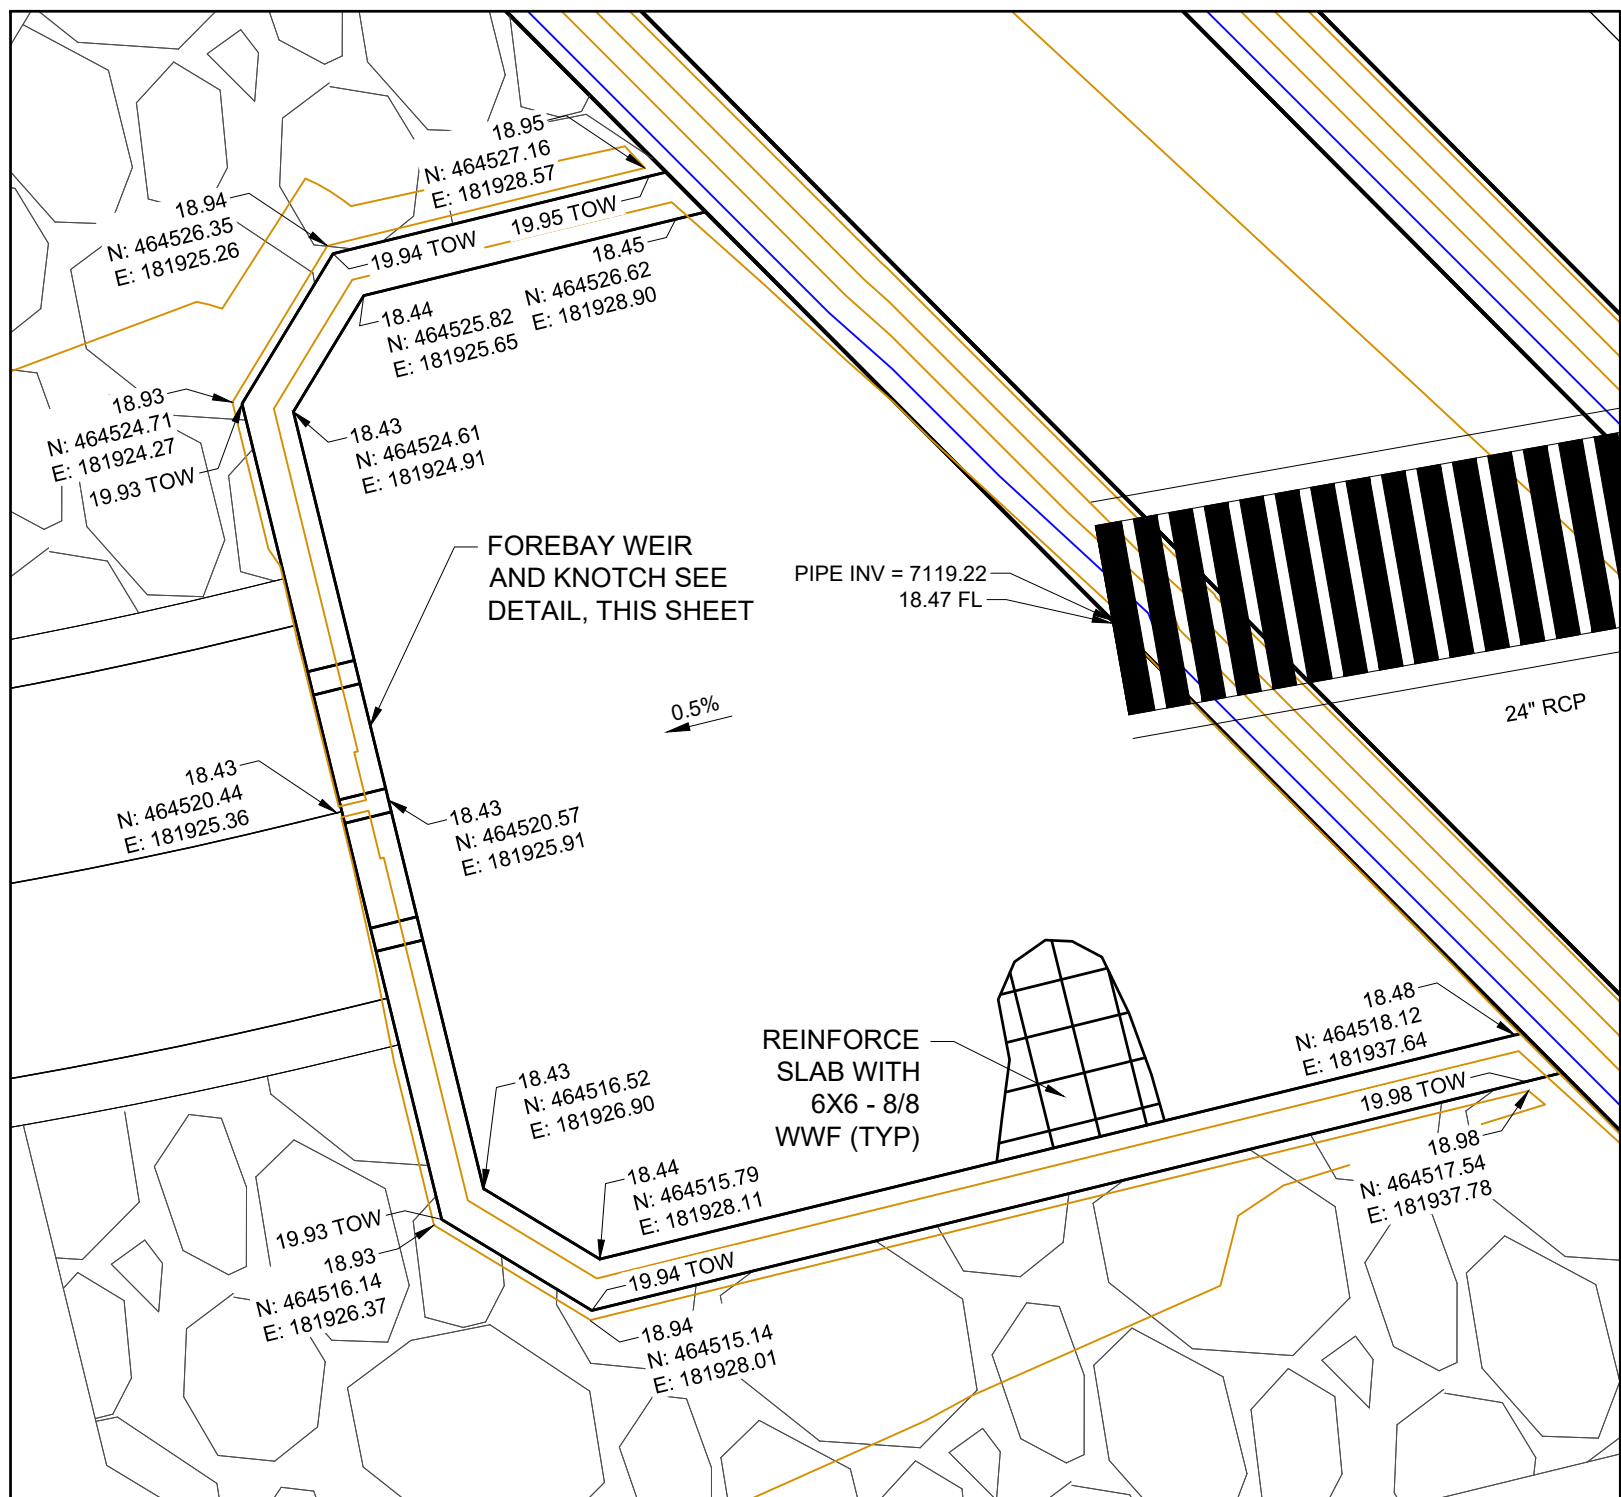 18.95
N: 464527.16
E: 181928.57
18.94
N: 464526.35
E: 181925.26
19.94 TOW
19.95 TOW
18.45
N: 464526.62
E: 181928.90
18.44
N: 464525.82
E: 181925.65
18.93
N: 464524.71
E: 181924.27
19.93 TOW
18.43
N: 464524.61
E: 181924.91
FOREBAY WEIR
AND KNOTCH SEE
DETAIL, THIS SHEET
PIPE INV = 7119.22
18.47 FL
24" RCP
0.5%
18.43
N: 464520.44
E: 181925.36
18.43
N: 464520.57
E: 181925.91
REINFORCE
SLAB WITH
6X6 - 8/8
WWF (TYP)
18.48
N: 464518.12
E: 181937.64
19.98 TOW
18.98
N: 464517.54
E: 181937.78
18.43
N: 464516.52
E: 181926.90
18.44
N: 464515.79
E: 181928.11
19.93 TOW
18.93
N: 464516.14
E: 181926.37
19.94 TOW
18.94
N: 464515.14
E: 181928.01